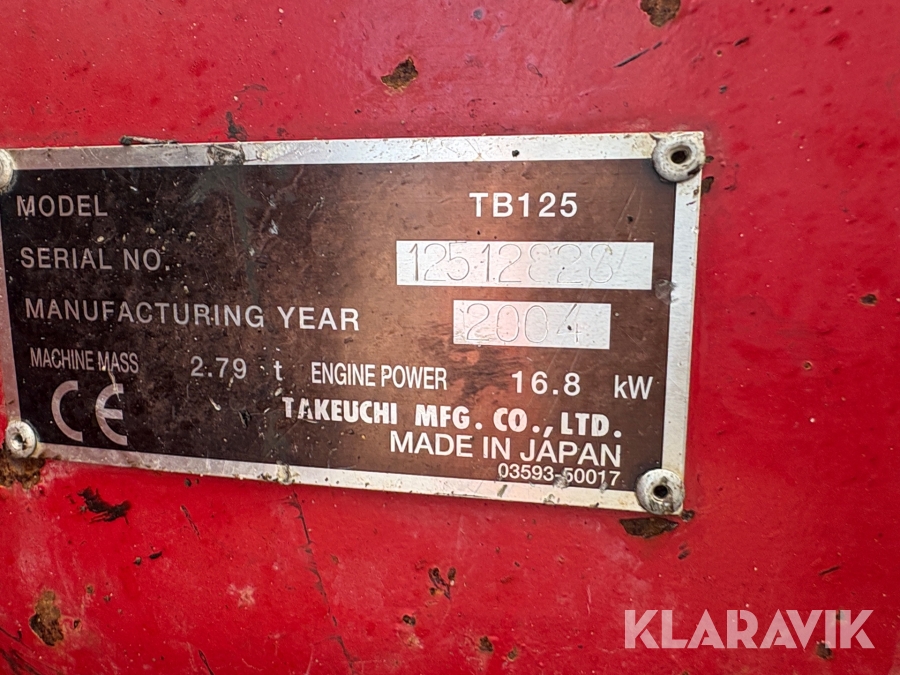 MODEL TB125
SERIAL NO. 12512823
MANUFACTURING YEAR 2004
MACHINE MASS 2.79 t ENGINE POWER 16.8 kW
CE
TAKEUCHI MFG. CO., LTD.
MADE IN JAPAN
03593-50017
KLARAVIK